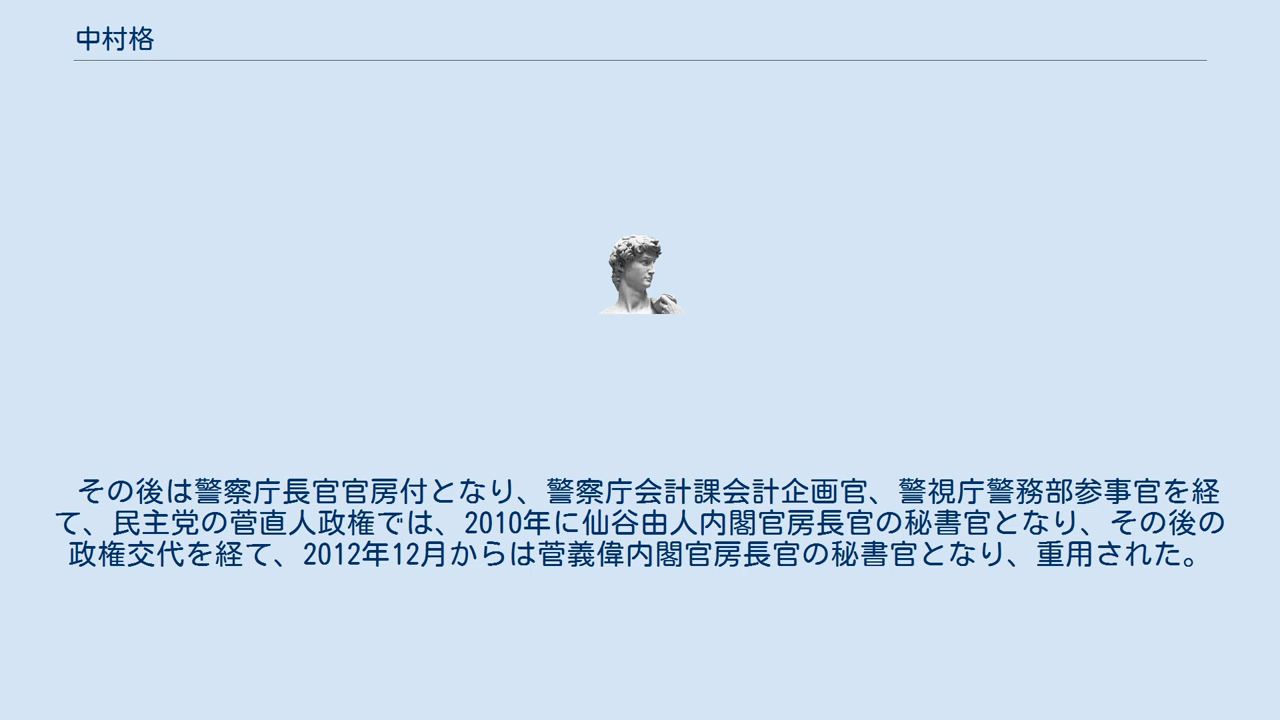 中村格
その後は警察庁長官官房付となり、警察庁会計課会計企画官、警視庁警務部参事官を経
て、民主党の菅直人政権では、2010年に仙谷由人内閣官房長官の秘書官となり、その後の
政権交代を経て、2012年12月からは菅義偉内閣官房長官の秘書官となり、重用された。